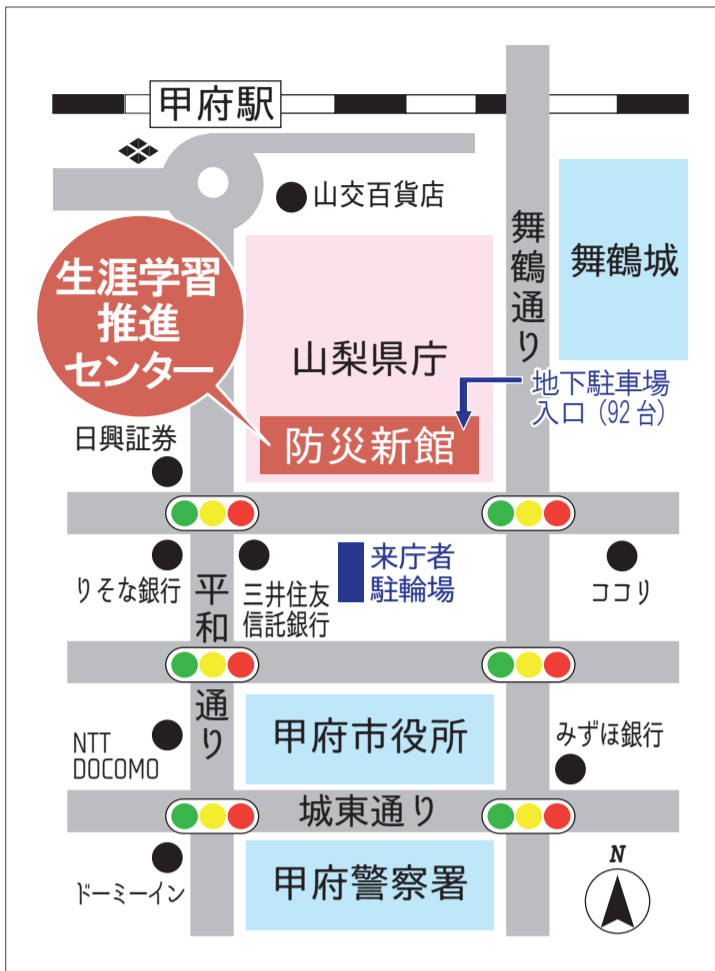 甲府駅
山交百貨店
舞鶴通り
舞鶴城
生涯学習
推進
センター
山梨県庁
地下駐車場
入口（92台）
防災新館
日興証券
りそな銀行
平和通り
三井住友
信託銀行
来庁者
駐輪場
ココリ
NTT
DOCOMO
甲府市役所
みずほ銀行
城東通り
ドーミーイン
甲府警察署
N